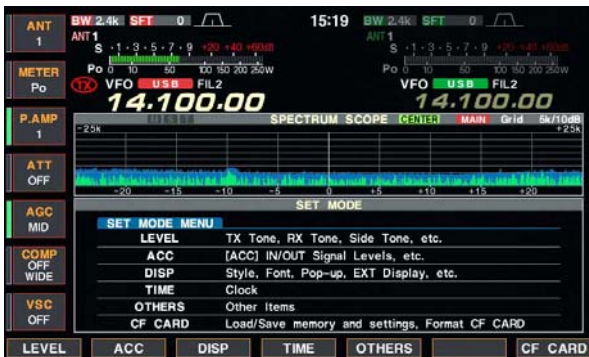 ANT
1
METER
Po
P.AMP
1
ATT
OFF
AGC
MID
COMP
OFF
WIDE
VSC
OFF
BW 2.4k SFT 0
15:19
BW 2.4k SFT 0
ANT1
ANT1
S 1 3 5 7 9 +20 +40 +60dB
S 1 3 5 7 9 +20 +40 +60dB
Po 0 10 50 100 150 200 250W
Po 0 10 50 100 150 200 250W
TX VFO USB FIL2
VFO USB FIL2
14.100.00
14.100.00
SPECTRUM SCOPE CENTER MAIN Grid 5k/10dB
-25k +25k
-20 -15 -10 -5 0 +5 +10 +15 +20
SET MODE
SET MODE MENU
LEVEL TX Tone, RX Tone, Side Tone, etc.
ACC [ACC] IN/OUT Signal Levels, etc.
DISP Style, Font, Pop-up, EXT Display, etc.
TIME Clock
OTHERS Other Items
CF CARD Load/Save memory and settings, Format CF CARD
LEVEL ACC DISP TIME OTHERS CF CARD